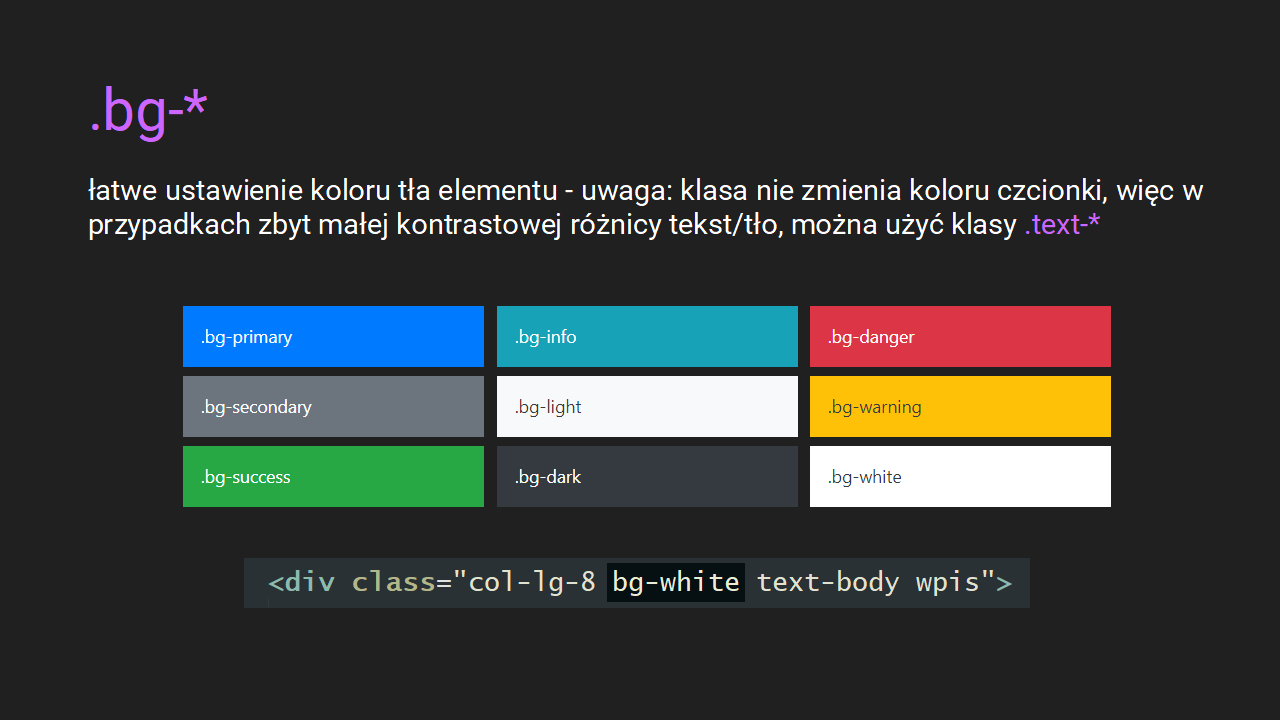 .bg-*
łatwe ustawienie koloru tła elementu - uwaga: klasa nie zmienia koloru czcionki, więc w
przypadkach zbyt małej kontrastowej różnicy tekst/tło, można użyć klasy .text-*
.bg-primary
.bg-info
.bg-danger
.bg-secondary
.bg-light
.bg-warning
.bg-success
.bg-dark
.bg-white
<div class="col-lg-8 bg-white text-body wpis">